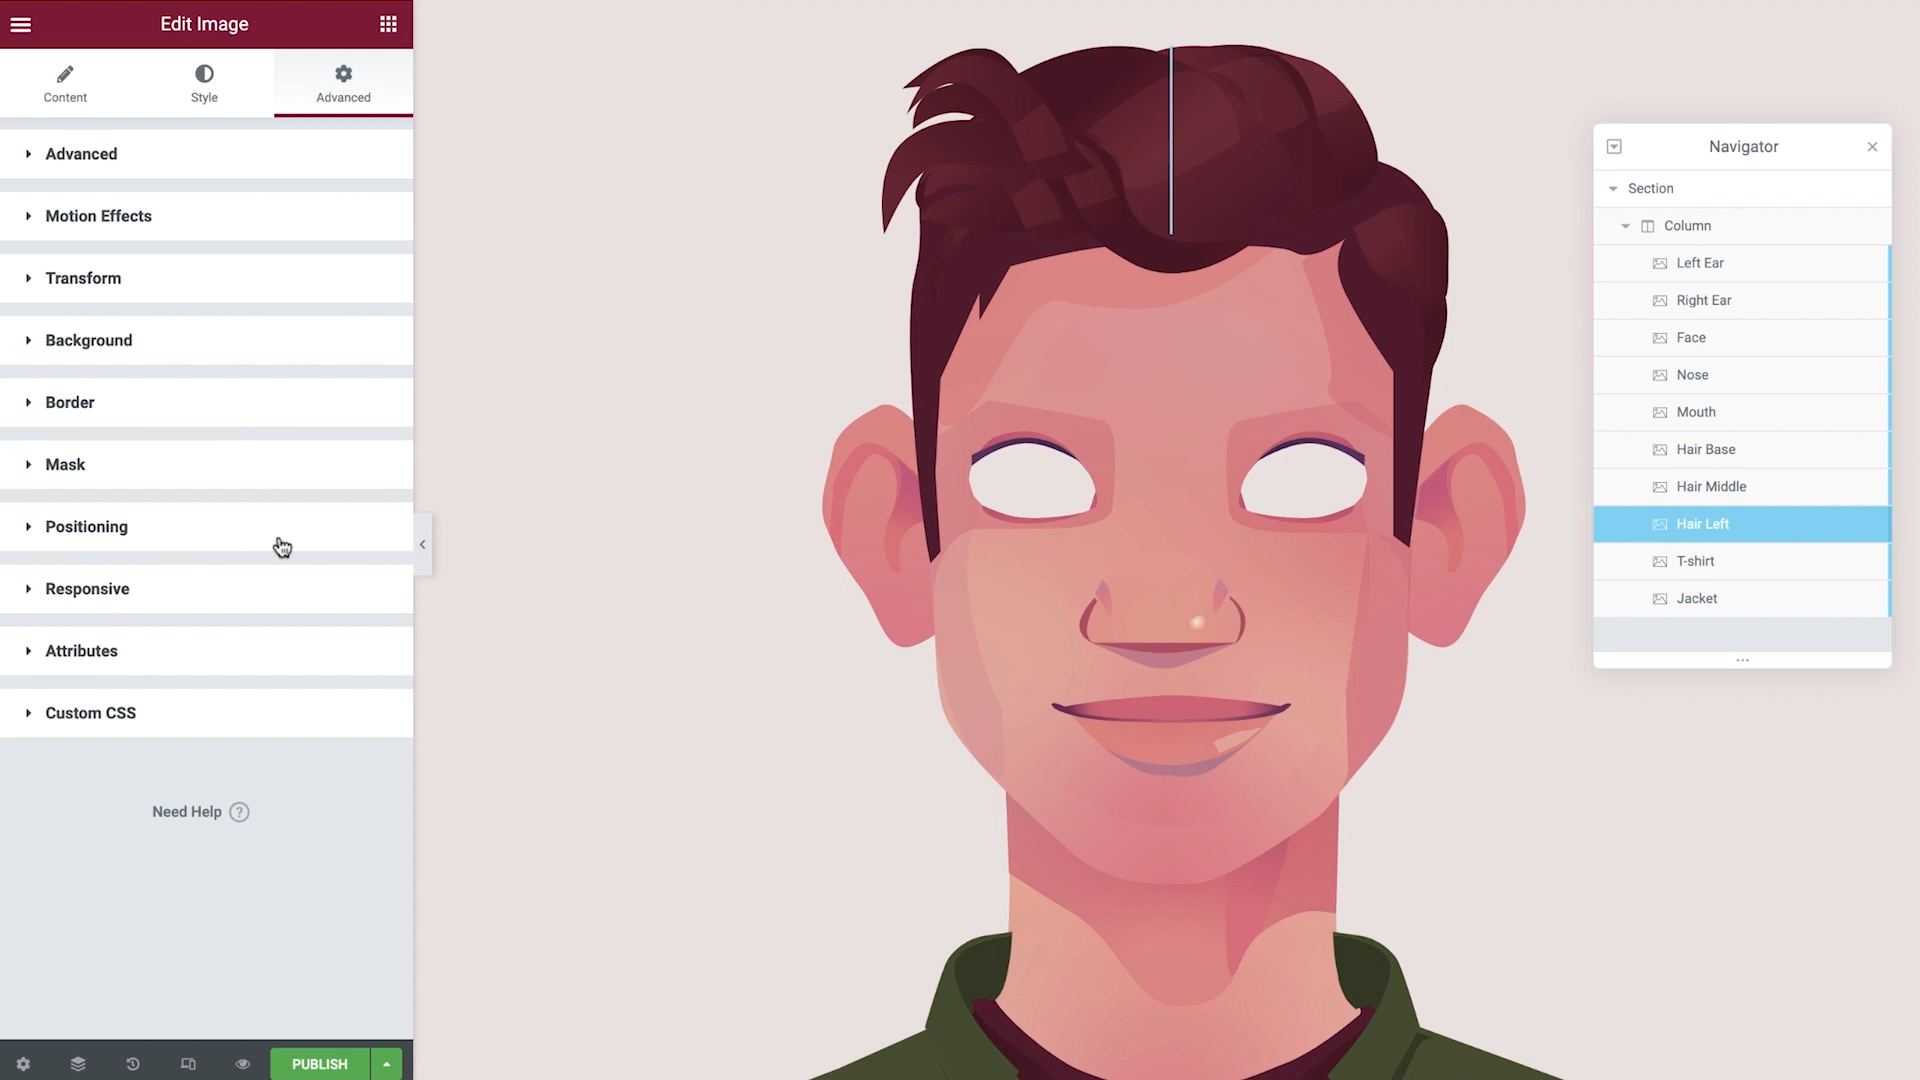 Edit Image
Content
Style
Advanced
Advanced
Motion Effects
Transform
Background
Border
Mask
Positioning
Responsive
Attributes
Custom CSS
Need Help ?
PUBLISH
Navigator
Section
Column
Left Ear
Right Ear
Face
Nose
Mouth
Hair Base
Hair Middle
Hair Left
T-shirt
Jacket